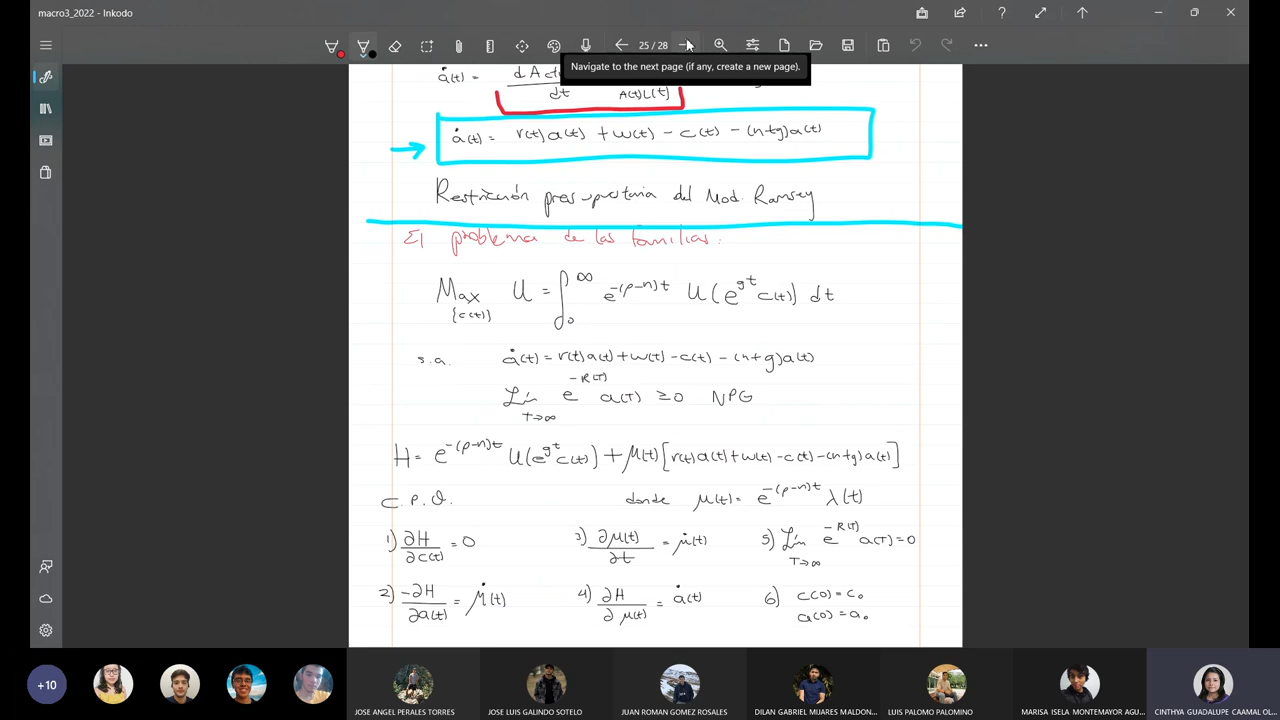 macro3_2022 - Inkodo
25 / 28
Navigate to the next page (if any, create a new page).
ȧ(t) =
dt A(t)L(t)
ȧ(t) = r(t)a(t) + w(t) - c(t) - (n+g)a(t)
Restricción presupuestaria del Mod. Ramsey
El problema de las familias.
Max U = ∫₀^∞ e^-(ρ-n)t U(e^gt c(t)) dt
{c(t)}
s.a. ȧ(t) = r(t)a(t) + w(t) - c(t) - (n+g)a(t)
Lím e^-R(T) a(T) ≥ 0 NPG
T→∞
H = e^-(ρ-n)t U(e^gt c(t)) + μ(t)[r(t)a(t) + w(t) - c(t) - (n+g)a(t)]
C.P.O. donde μ(t) = e^-(ρ-n)t λ(t)
1) ∂H/∂c(t) = 0 3) ∂μ(t)/∂t = μ̇(t) 5) Lím e^-R(T) a(T) = 0
T→∞
2) -∂H/∂a(t) = μ̇(t) 4) ∂H/∂μ(t) = ȧ(t) 6) c(0) = c₀
a(0) = a₀
+10
JOSE ANGEL PERALES TORRES
JOSE LUIS GALINDO SOTELO
JUAN ROMAN GOMEZ ROSALES
DILAN GABRIEL MIJARES MALDON...
LUIS PALOMO PALOMINO
MARISA ISELA MONTEMAYOR AGU...
CINTHYA GUADALUPE CAAMAL OL...